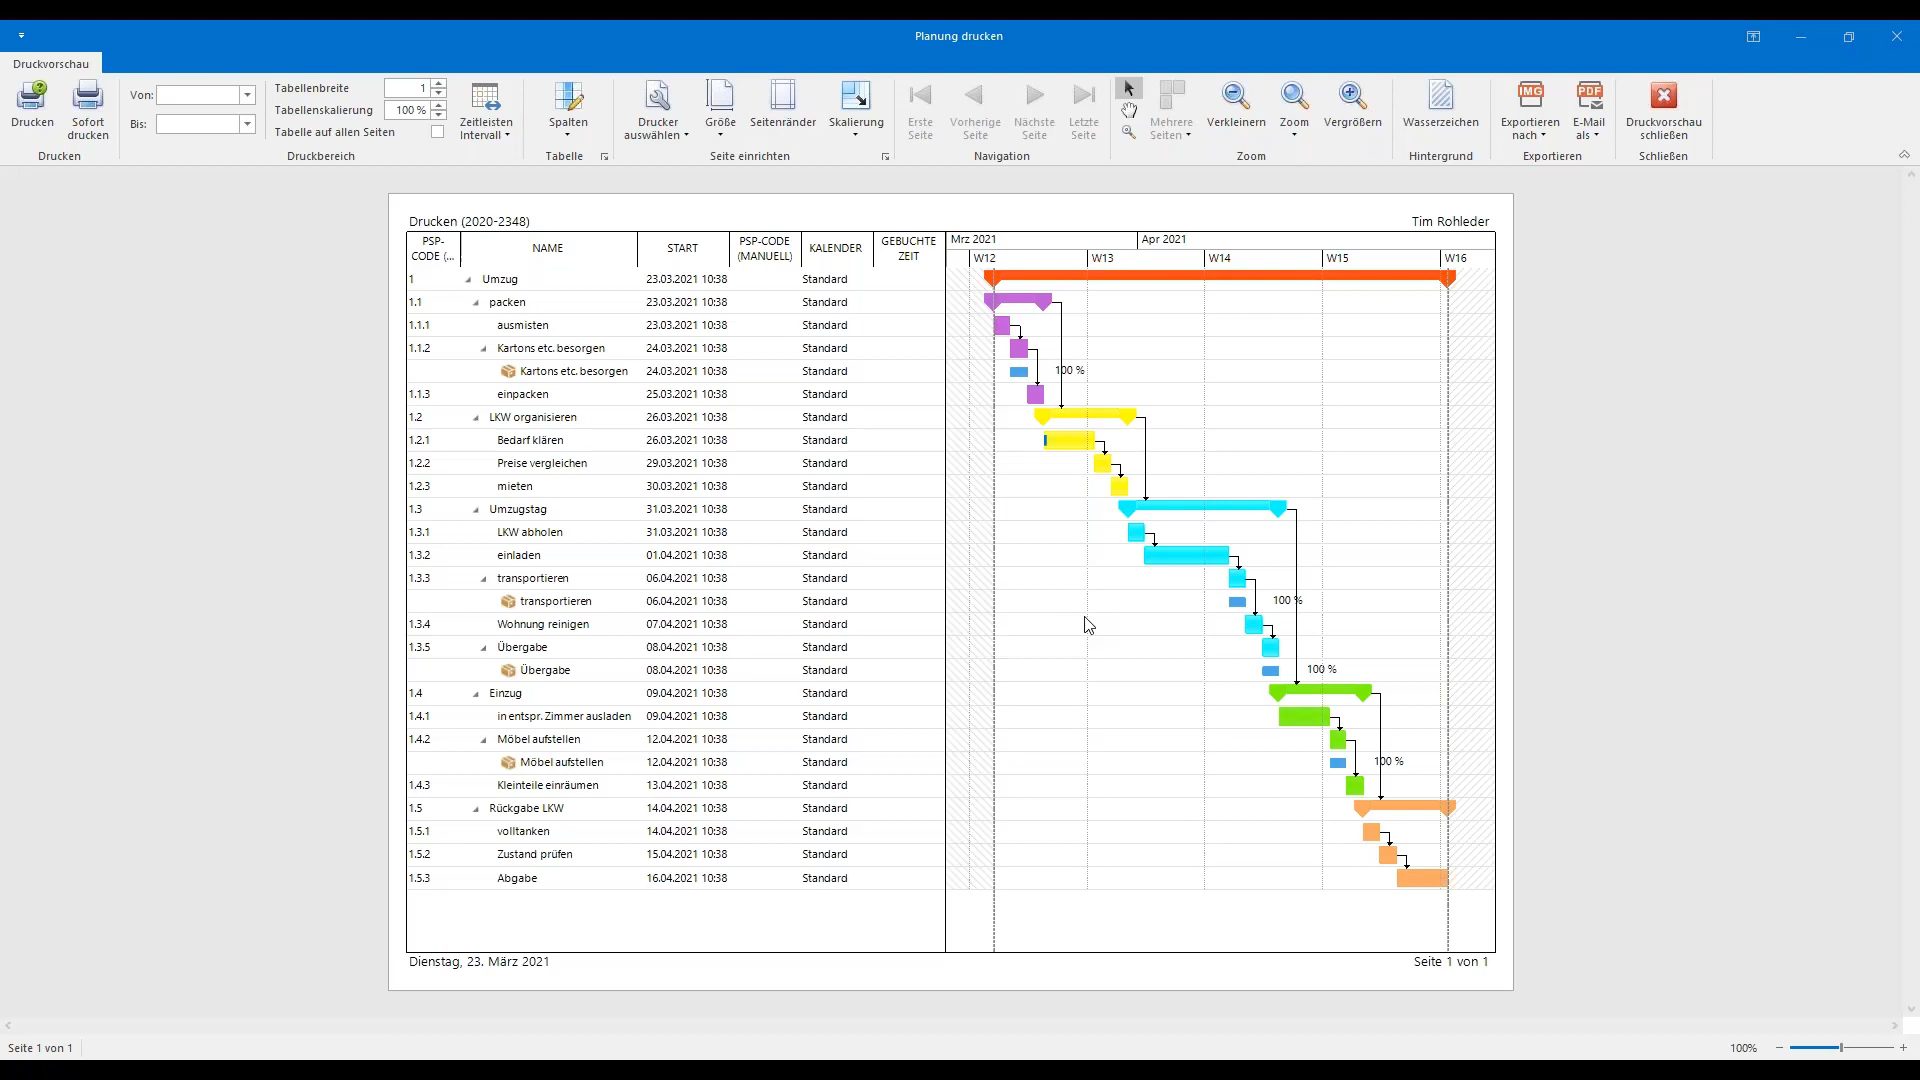 Planung drucken
Druckvorschau
Drucken
Sofort drucken
Drucken
Von:
Bis:
Tabellenbreite 1
Tabellenskalierung 100 %
Tabelle auf allen Seiten
Zeitleisten Intervall
Druckbereich
Spalten
Tabelle
Drucker auswählen
Größe
Seitenränder
Skalierung
Seite einrichten
Erste Seite
Vorherige Seite
Nächste Seite
Letzte Seite
Navigation
Mehrere Seiten
Verkleinern
Zoom
Vergrößern
Zoom
Wasserzeichen
Hintergrund
IMG
Exportieren nach
PDF
E-Mail als
Exportieren
Druckvorschau schließen
Schließen
Drucken (2020-2348) Tim Rohleder
PSP-CODE (... NAME START PSP-CODE (MANUELL) KALENDER GEBUCHTE ZEIT
Mrz 2021 Apr 2021
W12 W13 W14 W15 W16
1 Umzug 23.03.2021 10:38 Standard
1.1 packen 23.03.2021 10:38 Standard
1.1.1 ausmisten 23.03.2021 10:38 Standard
1.1.2 Kartons etc. besorgen 24.03.2021 10:38 Standard
Kartons etc. besorgen 24.03.2021 10:38 Standard 100 %
1.1.3 einpacken 25.03.2021 10:38 Standard
1.2 LKW organisieren 26.03.2021 10:38 Standard
1.2.1 Bedarf klären 26.03.2021 10:38 Standard
1.2.2 Preise vergleichen 29.03.2021 10:38 Standard
1.2.3 mieten 30.03.2021 10:38 Standard
1.3 Umzugstag 31.03.2021 10:38 Standard
1.3.1 LKW abholen 31.03.2021 10:38 Standard
1.3.2 einladen 01.04.2021 10:38 Standard
1.3.3 transportieren 06.04.2021 10:38 Standard
transportieren 06.04.2021 10:38 Standard 100 %
1.3.4 Wohnung reinigen 07.04.2021 10:38 Standard
1.3.5 Übergabe 08.04.2021 10:38 Standard
Übergabe 08.04.2021 10:38 Standard 100 %
1.4 Einzug 09.04.2021 10:38 Standard
1.4.1 in entspr. Zimmer ausladen 09.04.2021 10:38 Standard
1.4.2 Möbel aufstellen 12.04.2021 10:38 Standard
Möbel aufstellen 12.04.2021 10:38 Standard 100 %
1.4.3 Kleinteile einräumen 13.04.2021 10:38 Standard
1.5 Rückgabe LKW 14.04.2021 10:38 Standard
1.5.1 volltanken 14.04.2021 10:38 Standard
1.5.2 Zustand prüfen 15.04.2021 10:38 Standard
1.5.3 Abgabe 16.04.2021 10:38 Standard
Dienstag, 23. März 2021 Seite 1 von 1
Seite 1 von 1 100%